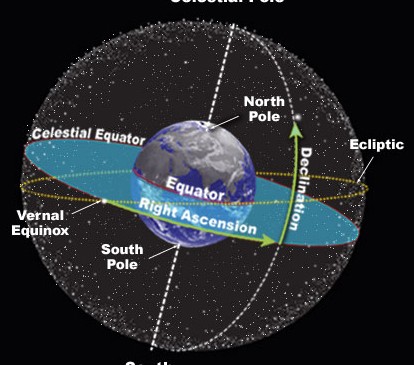 Celestial Pole
North
Pole
Celestial Equator
Ecliptic
Equator
Declination
Right Ascension
Vernal
Equinox
South
Pole
South